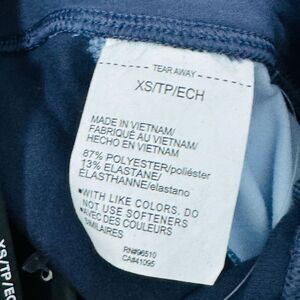 TEAR AWAY
XS/TP/ECH
MADE IN VIETNAM/
FABRIQUÉ AU VIETNAM/
HECHO EN VIETNAM
87% POLYESTER/poliéster
13% ELASTANE/
ÉLASTHANNE/elastano
•WITH LIKE COLORS. DO
NOT USE SOFTENERS
•AVEC DES COULEURS
SIMILAIRES
RN#96510
CA#41095
XS/TP/EC